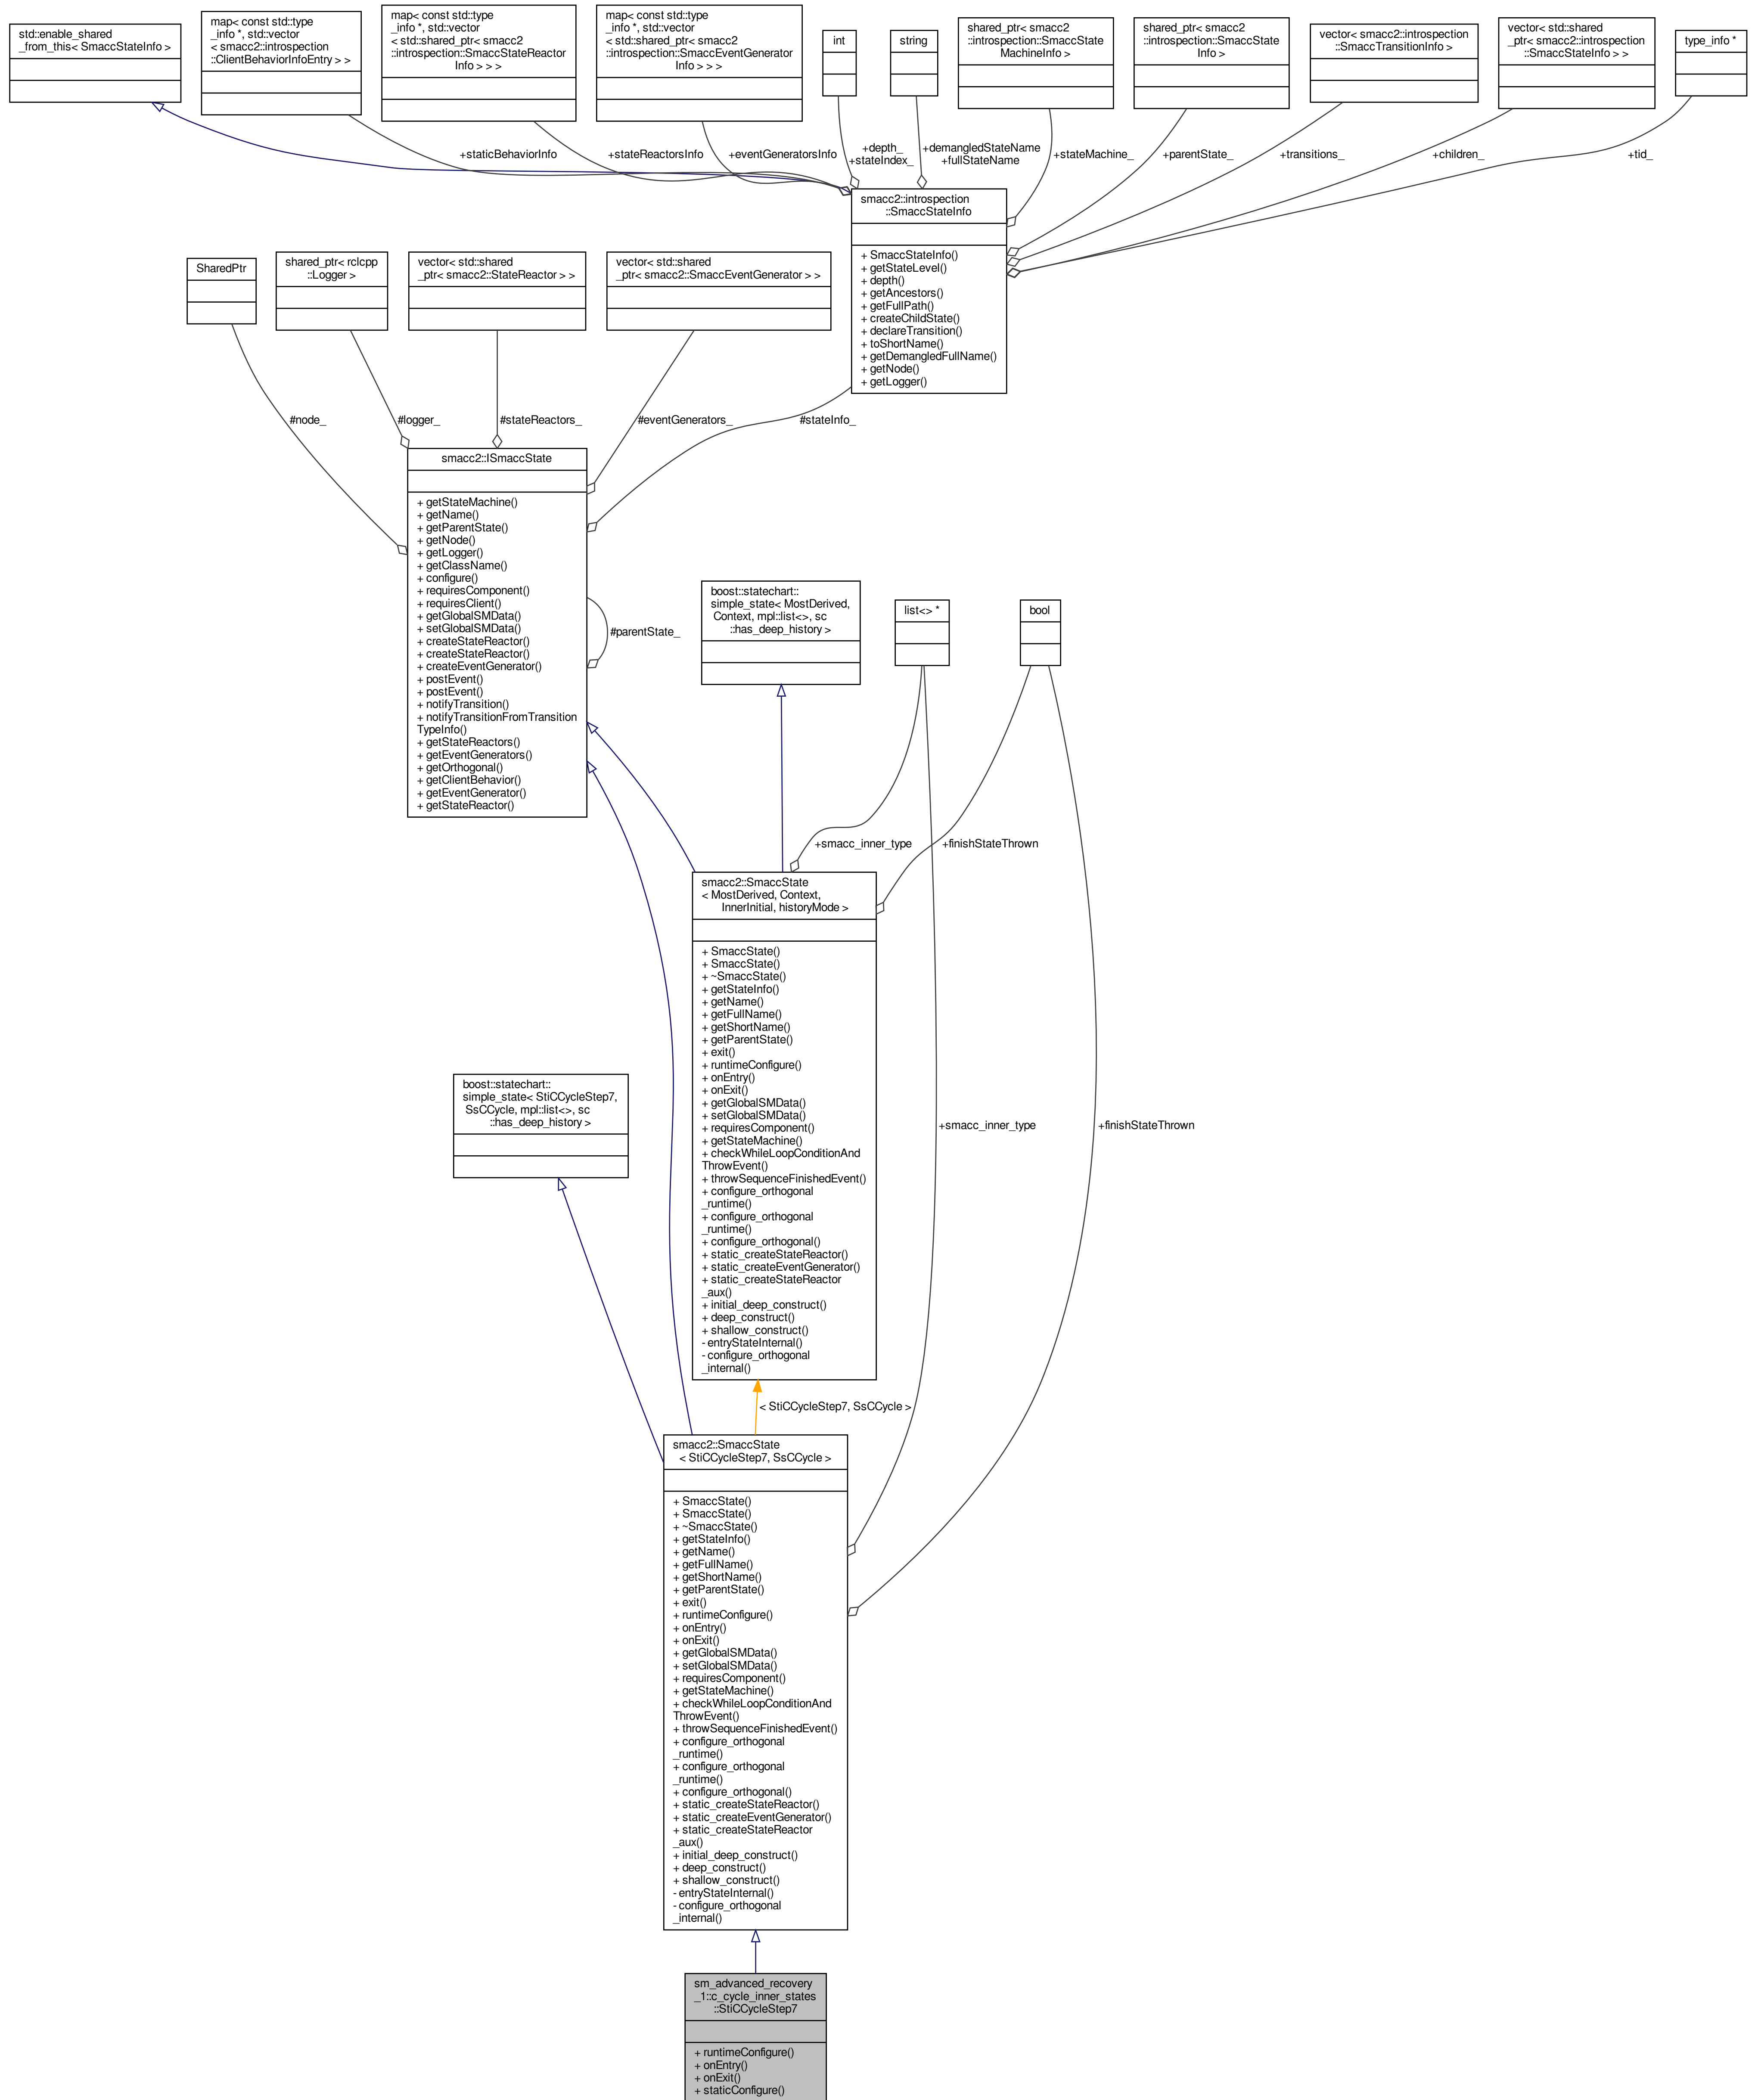 std::enable_shared
_from_this< SmaccStateInfo >
map< const std::type
_info *, std::vector
< smacc2::introspection
::ClientBehaviorInfoEntry > >
map< const std::type
_info *, std::vector
< std::shared_ptr< smacc2
::introspection::SmaccStateReactor
Info > > >
map< const std::type
_info *, std::vector
< std::shared_ptr< smacc2
::introspection::SmaccEventGenerator
Info > > >
int
string
shared_ptr< smacc2
::introspection::SmaccState
MachineInfo >
shared_ptr< smacc2
::introspection::SmaccState
Info >
vector< smacc2::introspection
::SmaccTransitionInfo >
vector< std::shared
_ptr< smacc2::introspection
::SmaccStateInfo > >
type_info *
+staticBehaviorInfo
+stateReactorsInfo
+eventGeneratorsInfo
+depth_
+stateIndex_
+demangledStateName
+fullStateName
+stateMachine_
+parentState_
+transitions_
+children_
+tid_
smacc2::introspection
::SmaccStateInfo
+ SmaccStateInfo()
+ getStateLevel()
+ depth()
+ getAncestors()
+ getFullPath()
+ createChildState()
+ declareTransition()
+ toShortName()
+ getDemangledFullName()
+ getNode()
+ getLogger()
SharedPtr
shared_ptr< rclcpp
::Logger >
vector< std::shared
_ptr< smacc2::StateReactor > >
vector< std::shared
_ptr< smacc2::SmaccEventGenerator > >
#node_
#logger_
#stateReactors_
#eventGenerators_
#stateInfo_
smacc2::ISmaccState
+ getStateMachine()
+ getName()
+ getParentState()
+ getNode()
+ getLogger()
+ getClassName()
+ configure()
+ requiresComponent()
+ requiresClient()
+ getGlobalSMData()
+ setGlobalSMData()
+ createStateReactor()
+ createStateReactor()
+ createEventGenerator()
+ postEvent()
+ postEvent()
+ notifyTransition()
+ notifyTransitionFromTransition
TypeInfo()
+ getStateReactors()
+ getEventGenerators()
+ getOrthogonal()
+ getClientBehavior()
+ getEventGenerator()
+ getStateReactor()
#parentState_
boost::statechart::
simple_state< MostDerived,
Context, mpl::list<>, sc
::has_deep_history >
list<> *
bool
+smacc_inner_type
+finishStateThrown
smacc2::SmaccState
< MostDerived, Context,
InnerInitial, historyMode >
+ SmaccState()
+ SmaccState()
+ ~SmaccState()
+ getStateInfo()
+ getName()
+ getFullName()
+ getShortName()
+ getParentState()
+ exit()
+ runtimeConfigure()
+ onEntry()
+ onExit()
+ getGlobalSMData()
+ setGlobalSMData()
+ requiresComponent()
+ getStateMachine()
+ checkWhileLoopConditionAnd
ThrowEvent()
+ throwSequenceFinishedEvent()
+ configure_orthogonal
_runtime()
+ configure_orthogonal
_runtime()
+ configure_orthogonal()
+ static_createStateReactor()
+ static_createEventGenerator()
+ static_createStateReactor
_aux()
+ initial_deep_construct()
+ deep_construct()
+ shallow_construct()
- entryStateInternal()
- configure_orthogonal
_internal()
boost::statechart::
simple_state< StiCCycleStep7,
SsCCycle, mpl::list<>, sc
::has_deep_history >
+smacc_inner_type
+finishStateThrown
< StiCCycleStep7, SsCCycle >
smacc2::SmaccState
< StiCCycleStep7, SsCCycle >
+ SmaccState()
+ SmaccState()
+ ~SmaccState()
+ getStateInfo()
+ getName()
+ getFullName()
+ getShortName()
+ getParentState()
+ exit()
+ runtimeConfigure()
+ onEntry()
+ onExit()
+ getGlobalSMData()
+ setGlobalSMData()
+ requiresComponent()
+ getStateMachine()
+ checkWhileLoopConditionAnd
ThrowEvent()
+ throwSequenceFinishedEvent()
+ configure_orthogonal
_runtime()
+ configure_orthogonal
_runtime()
+ configure_orthogonal()
+ static_createStateReactor()
+ static_createEventGenerator()
+ static_createStateReactor
_aux()
+ initial_deep_construct()
+ deep_construct()
+ shallow_construct()
- entryStateInternal()
- configure_orthogonal
_internal()
sm_advanced_recovery
_1::c_cycle_inner_states
::StiCCycleStep7
+ runtimeConfigure()
+ onEntry()
+ onExit()
+ staticConfigure()